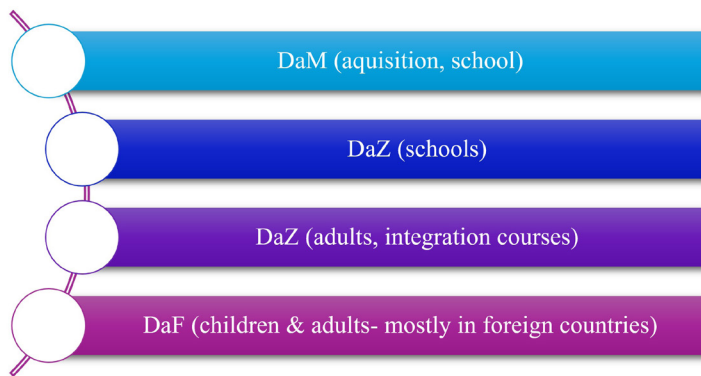 DaM (aquisition, school)
DaZ (schools)
DaZ (adults, integration courses)
DaF (children & adults- mostly in foreign countries)